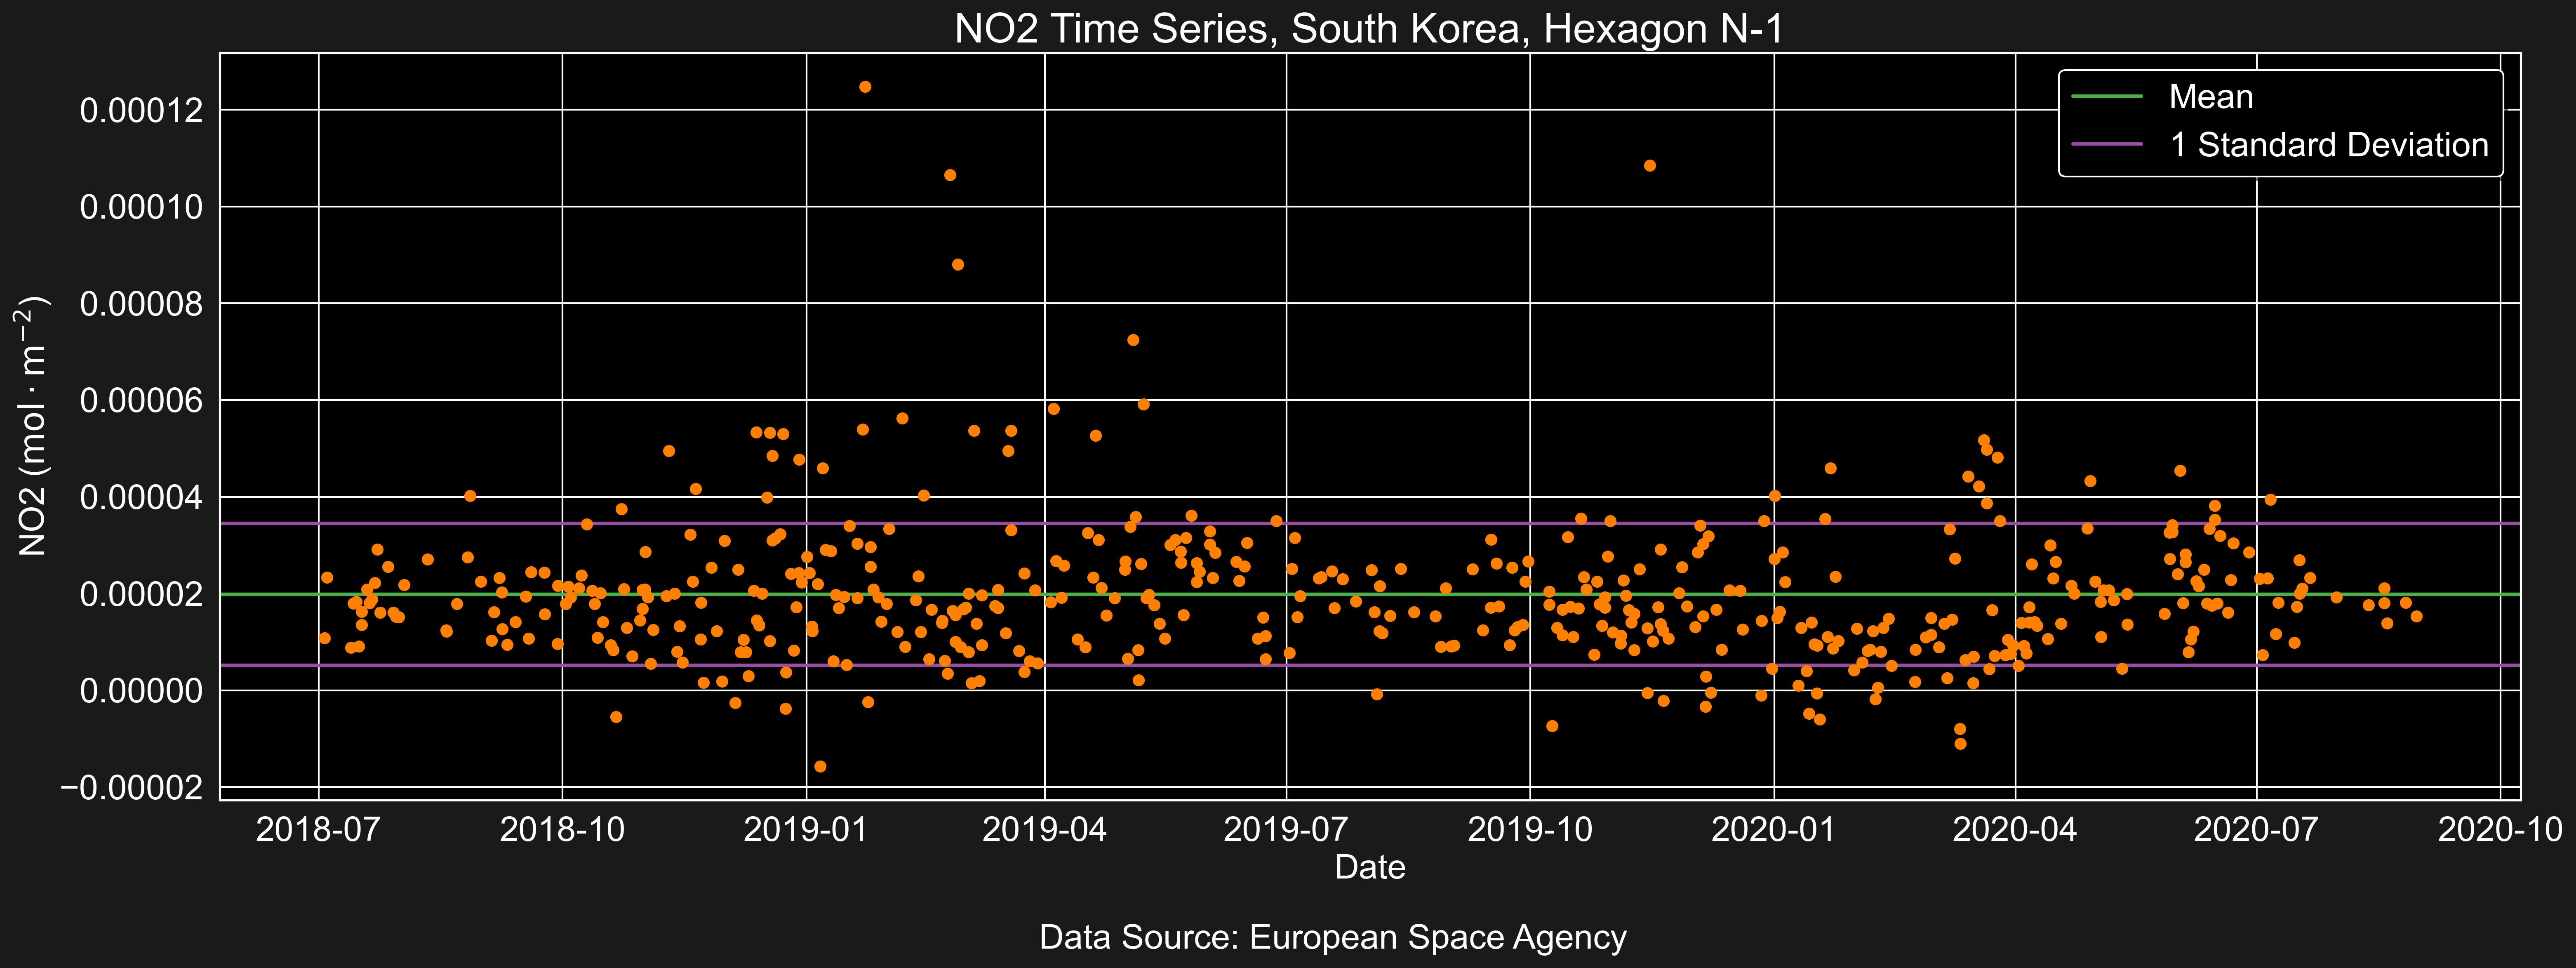 NO2 Time Series, South Korea, Hexagon N-1
Mean
1 Standard Deviation
NO2 (mol · m⁻²)
0.00012
0.00010
0.00008
0.00006
0.00004
0.00002
0.00000
−0.00002
2018-07 2018-10 2019-01 2019-04 2019-07 2019-10 2020-01 2020-04 2020-07 2020-10
Date
Data Source: European Space Agency